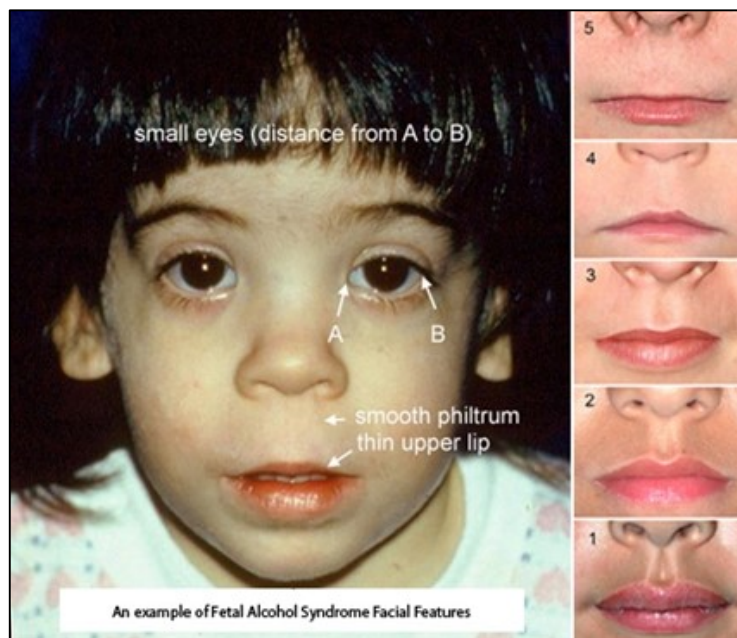 small eyes (distance from A to B)
A
B
smooth philtrum
thin upper lip
An example of Fetal Alcohol Syndrome Facial Features
5
4
3
2
1